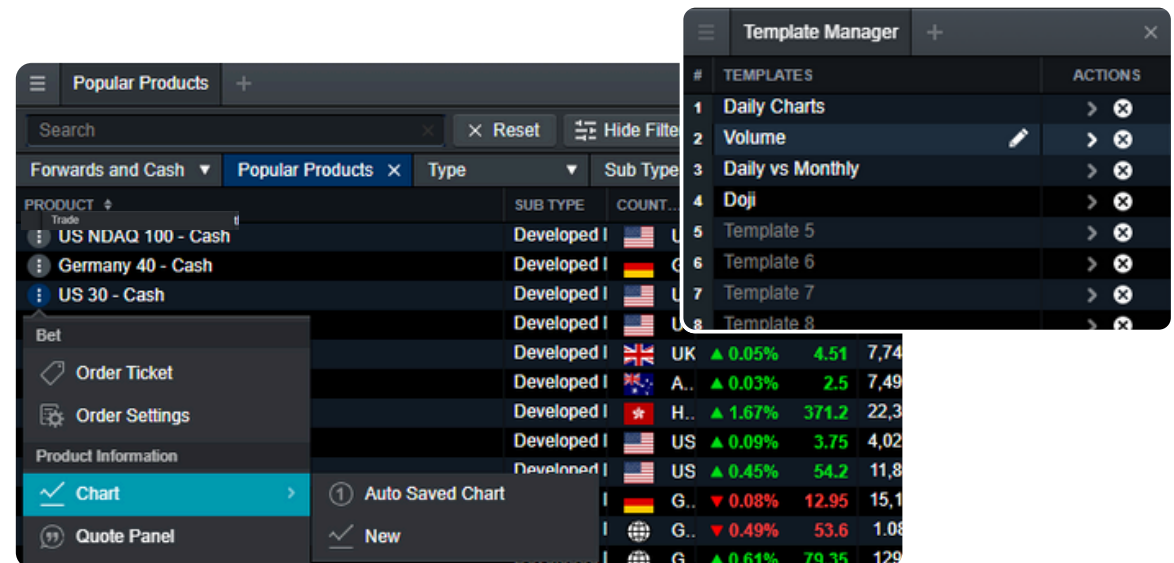 Template Manager
# TEMPLATES ACTIONS
1 Daily Charts
2 Volume
3 Daily vs Monthly
4 Doji
5 Template 5
6 Template 6
7 Template 7
8 Template 8
Popular Products
Search Reset Hide Filte
Forwards and Cash Popular Products Type Sub Type
PRODUCT SUB TYPE COUNT...
Trade
US NDAQ 100 - Cash Developed I
Germany 40 - Cash Developed I G
US 30 - Cash Developed I
Developed I
Bet
Developed I UK 0.05% 4.51 7,74
Order Ticket
Developed I A.. 0.03% 2.5 7,49
Order Settings
Developed I H.. 1.67% 371.2 22,3
Developed I US 0.09% 3.75 4,02
Product Information
Developed I US 0.45% 54.2 11,8
Chart
Auto Saved Chart
G.. 0.08% 12.95 15,1
Quote Panel
New
G.. 0.49% 53.6 1.08
G 0.61% 79.35 129